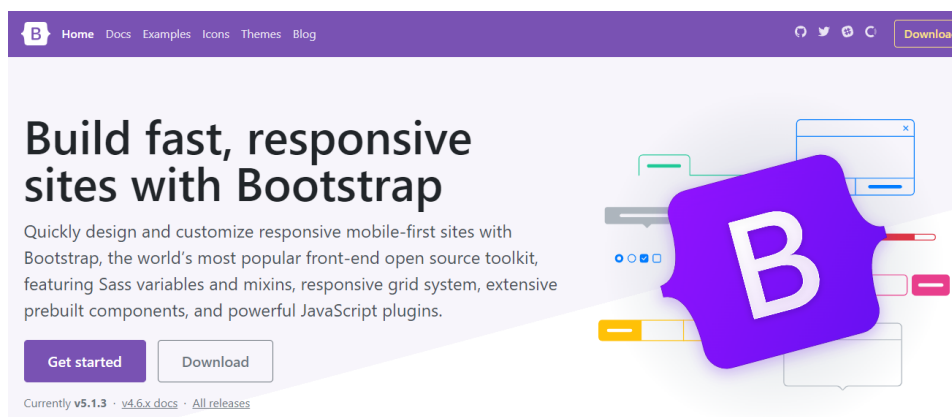 B Home Docs Examples Icons Themes Blog
Build fast, responsive
sites with Bootstrap
Quickly design and customize responsive mobile-first sites with
Bootstrap, the world’s most popular front-end open source toolkit,
featuring Sass variables and mixins, responsive grid system, extensive
prebuilt components, and powerful JavaScript plugins.
B
Get started Download
Currently v5.1.3 · v4.6.x docs · All releases